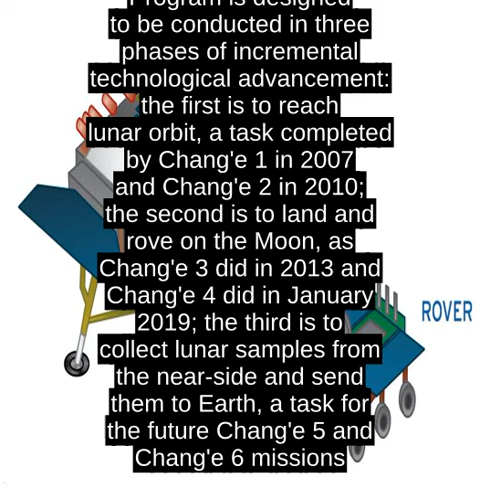 Program is designed
to be conducted in three
phases of incremental
technological advancement:
the first is to reach
lunar orbit, a task completed
by Chang'e 1 in 2007
and Chang'e 2 in 2010;
the second is to land and
rove on the Moon, as
Chang'e 3 did in 2013 and
Chang'e 4 did in January
2019; the third is to
collect lunar samples from
the near-side and send
them to Earth, a task for
the future Chang'e 5 and
Chang'e 6 missions
ROVER